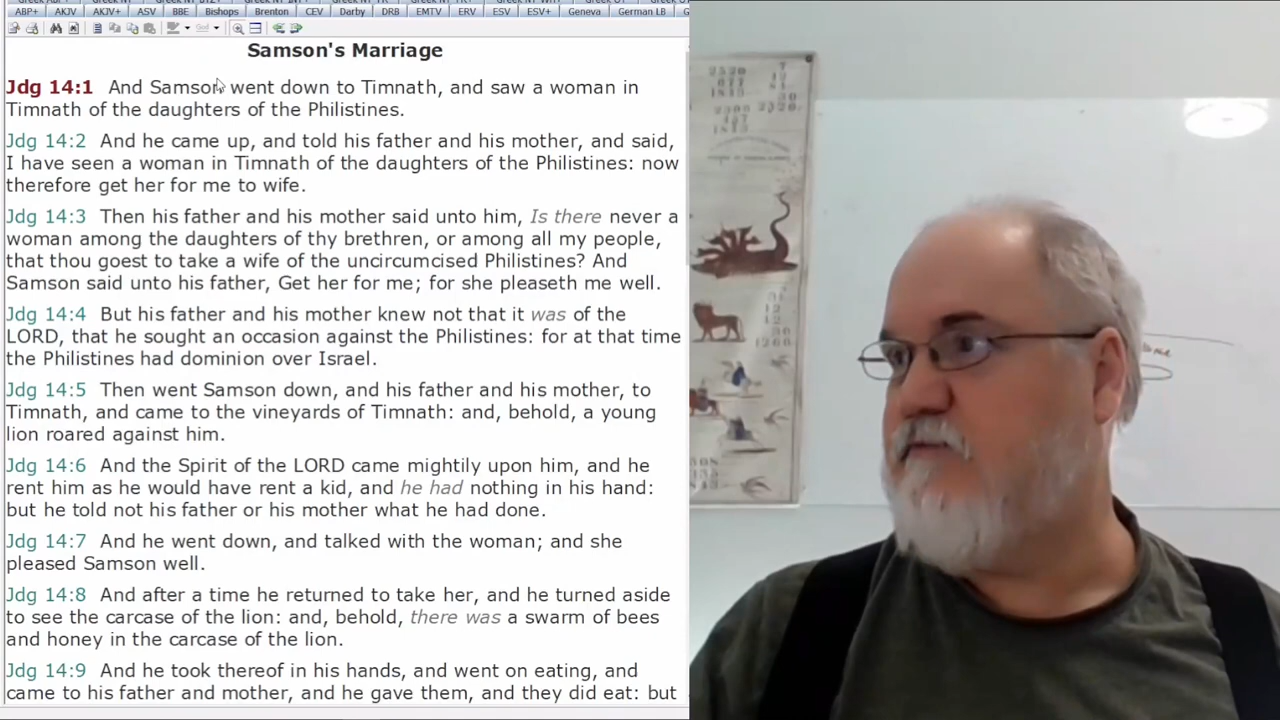 ABP+ AKJV AKJV+ ASV BBE Bishops Brenton CEV Darby DRB EMTV ERV ESV ESV+ Geneva German LB
Samson's Marriage
Jdg 14:1 And Samson went down to Timnath, and saw a woman in
Timnath of the daughters of the Philistines.
Jdg 14:2 And he came up, and told his father and his mother, and said,
I have seen a woman in Timnath of the daughters of the Philistines: now
therefore get her for me to wife.
Jdg 14:3 Then his father and his mother said unto him, Is there never a
woman among the daughters of thy brethren, or among all my people,
that thou goest to take a wife of the uncircumcised Philistines? And
Samson said unto his father, Get her for me; for she pleaseth me well.
Jdg 14:4 But his father and his mother knew not that it was of the
LORD, that he sought an occasion against the Philistines: for at that time
the Philistines had dominion over Israel.
Jdg 14:5 Then went Samson down, and his father and his mother, to
Timnath, and came to the vineyards of Timnath: and, behold, a young
lion roared against him.
Jdg 14:6 And the Spirit of the LORD came mightily upon him, and he
rent him as he would have rent a kid, and he had nothing in his hand:
but he told not his father or his mother what he had done.
Jdg 14:7 And he went down, and talked with the woman; and she
pleased Samson well.
Jdg 14:8 And after a time he returned to take her, and he turned aside
to see the carcase of the lion: and, behold, there was a swarm of bees
and honey in the carcase of the lion.
Jdg 14:9 And he took thereof in his hands, and went on eating, and
came to his father and mother, and he gave them, and they did eat: but
2520 7
677 12
1843
2520.
457
1843
31
12
12
30
1260
508
1843